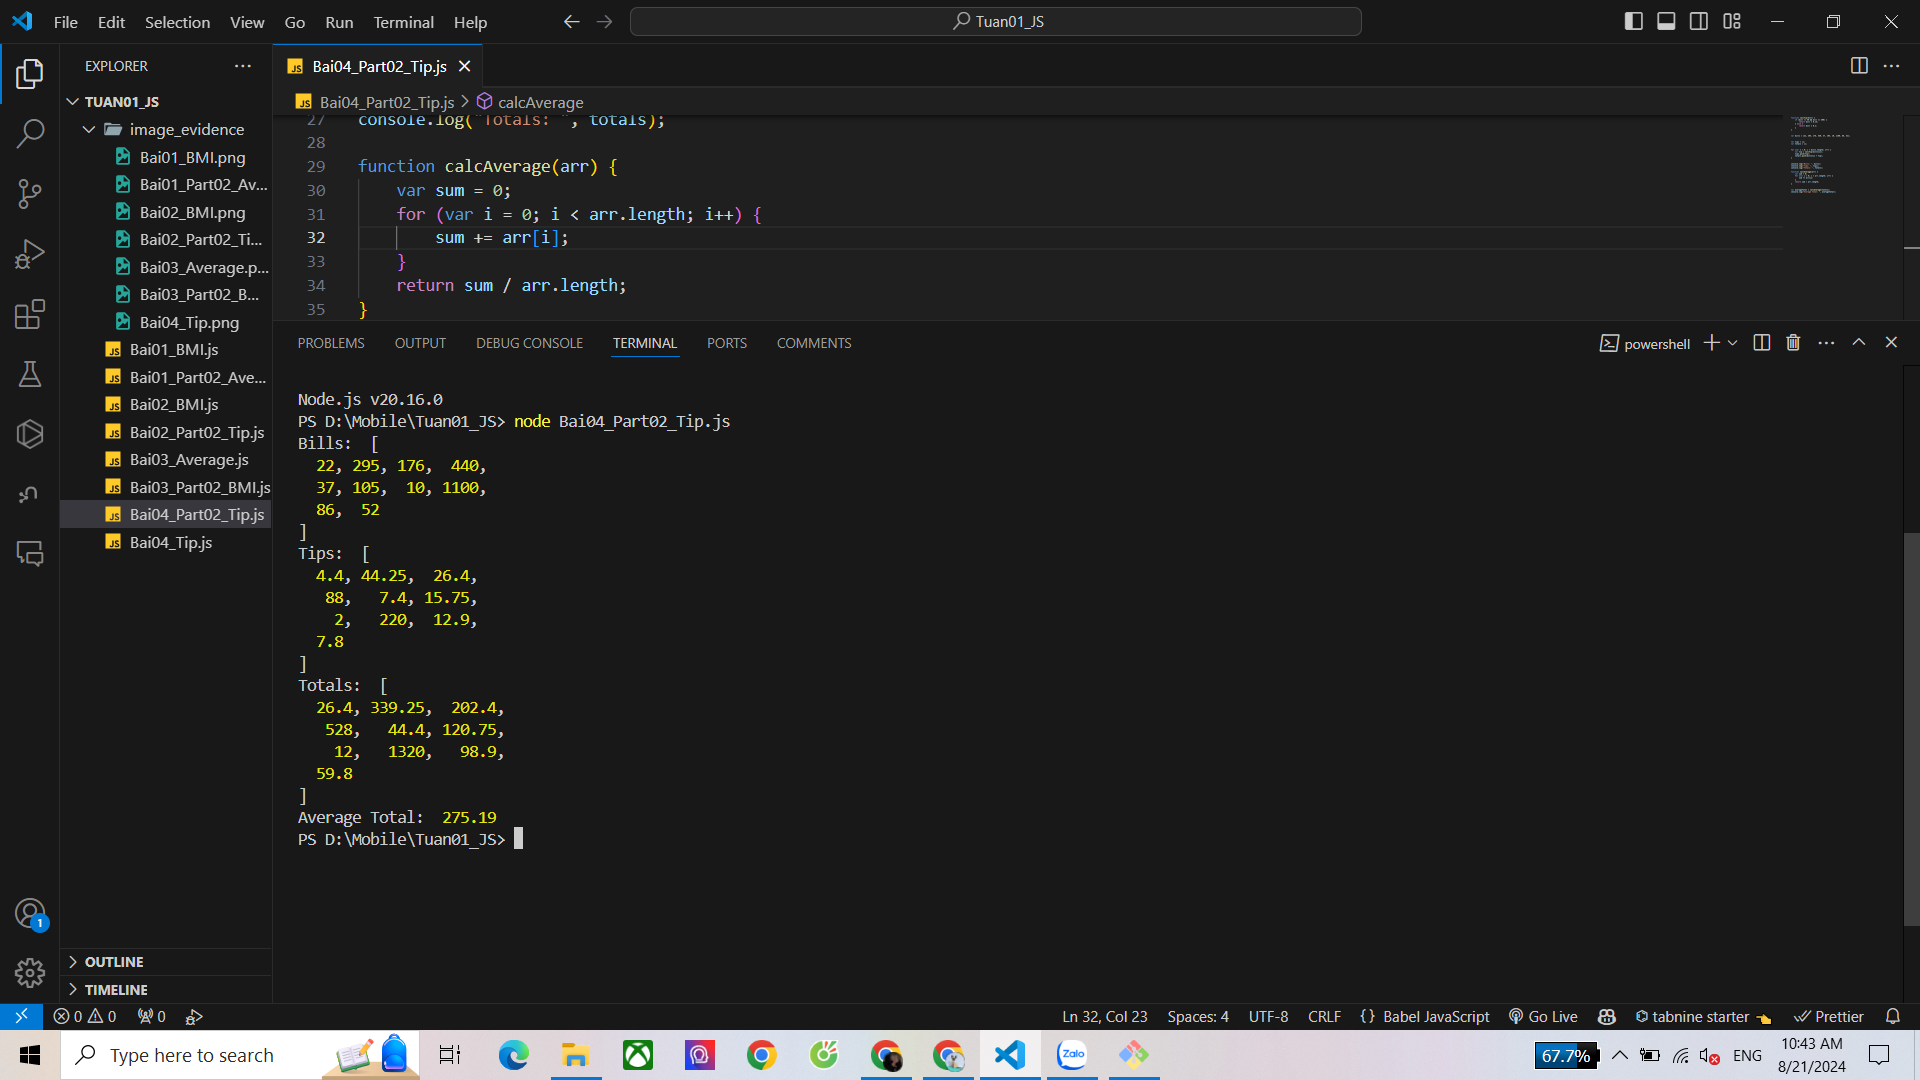 File Edit Selection View Go Run Terminal Help
Tuan01_JS
EXPLORER
TUAN01_JS
image_evidence
Bai01_BMI.png
Bai01_Part02_Av...
Bai02_BMI.png
Bai02_Part02_Ti...
Bai03_Average.p...
Bai03_Part02_B...
Bai04_Tip.png
Bai01_BMI.js
Bai01_Part02_Ave...
Bai02_BMI.js
Bai02_Part02_Tip.js
Bai03_Average.js
Bai03_Part02_BMI.js
Bai04_Part02_Tip.js
Bai04_Tip.js
OUTLINE
TIMELINE
JS Bai04_Part02_Tip.js
JS Bai04_Part02_Tip.js > calcAverage
27 console.log("Totals: ", totals);
28
29 function calcAverage(arr) {
30 var sum = 0;
31 for (var i = 0; i < arr.length; i++) {
32 sum += arr[i];
33 }
34 return sum / arr.length;
35 }
PROBLEMS OUTPUT DEBUG CONSOLE TERMINAL PORTS COMMENTS
powershell
Node.js v20.16.0
PS D:\Mobile\Tuan01_JS> node Bai04_Part02_Tip.js
Bills:  [
22, 295, 176,  440,
37, 105,  10, 1100,
86,  52
]
Tips:  [
4.4, 44.25,  26.4,
88,   7.4, 15.75,
2,   220,  12.9,
7.8
]
Totals:  [
26.4, 339.25,  202.4,
528,   44.4, 120.75,
12,   1320,   98.9,
59.8
]
Average Total:  275.19
PS D:\Mobile\Tuan01_JS>
1
0 0 0
Ln 32, Col 23 Spaces: 4 UTF-8 CRLF {} Babel JavaScript Go Live tabnine starter Prettier
Type here to search
Zalo
67.7%
ENG
10:43 AM
8/21/2024